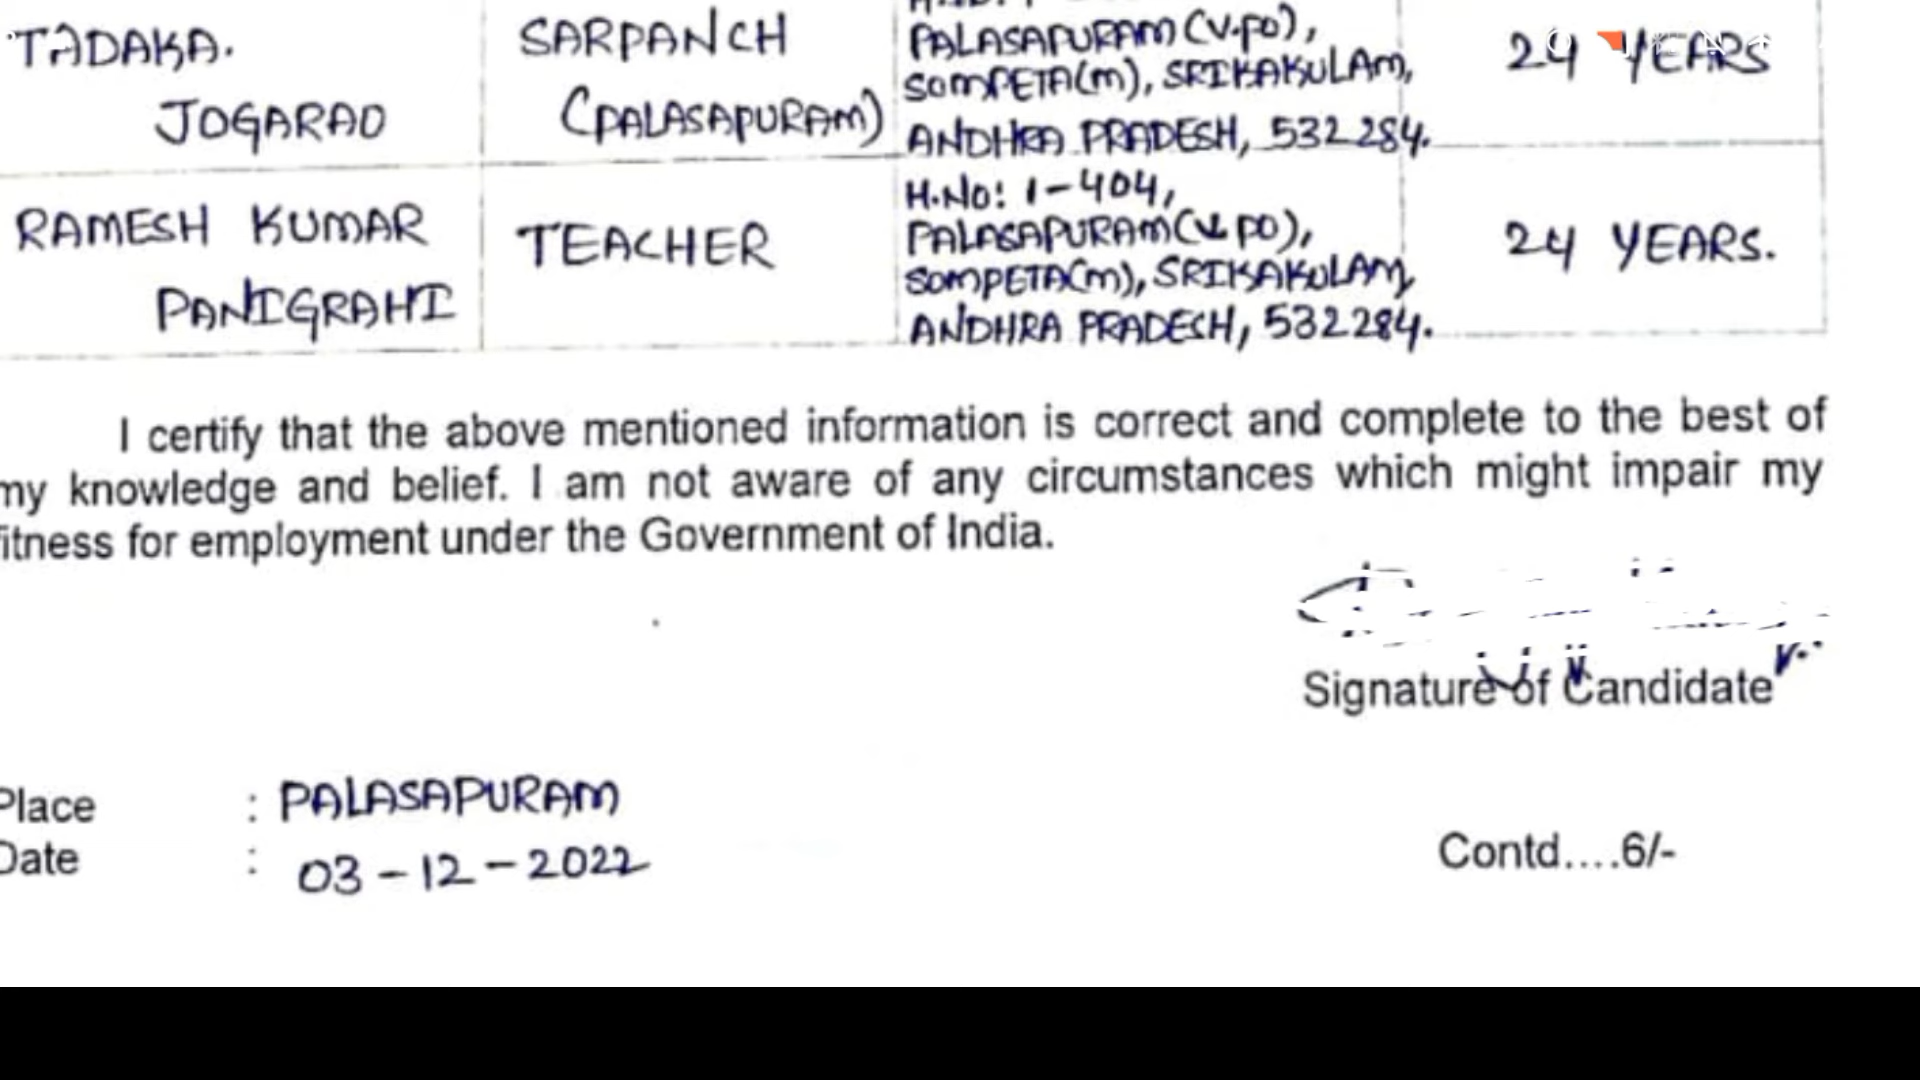 TADAKA.
JOGARAO
SARPANCH
(PALASAPURAM)
PALASAPURAM (V.PO),
SOMPETA(M), SRIKAKULAM,
ANDHRA PRADESH, 532284.
24 YEARS
RAMESH KUMAR
PANIGRAHI
TEACHER
H.No: 1-404,
PALASAPURAM(V PO),
SOMPETA(M), SRIKAKULAM,
ANDHRA PRADESH, 532284.
24 YEARS.
I certify that the above mentioned information is correct and complete to the best of
my knowledge and belief. I am not aware of any circumstances which might impair my
itness for employment under the Government of India.
Signature of Candidate
Place : PALASAPURAM
Date : 03-12-2022
Contd....6/-